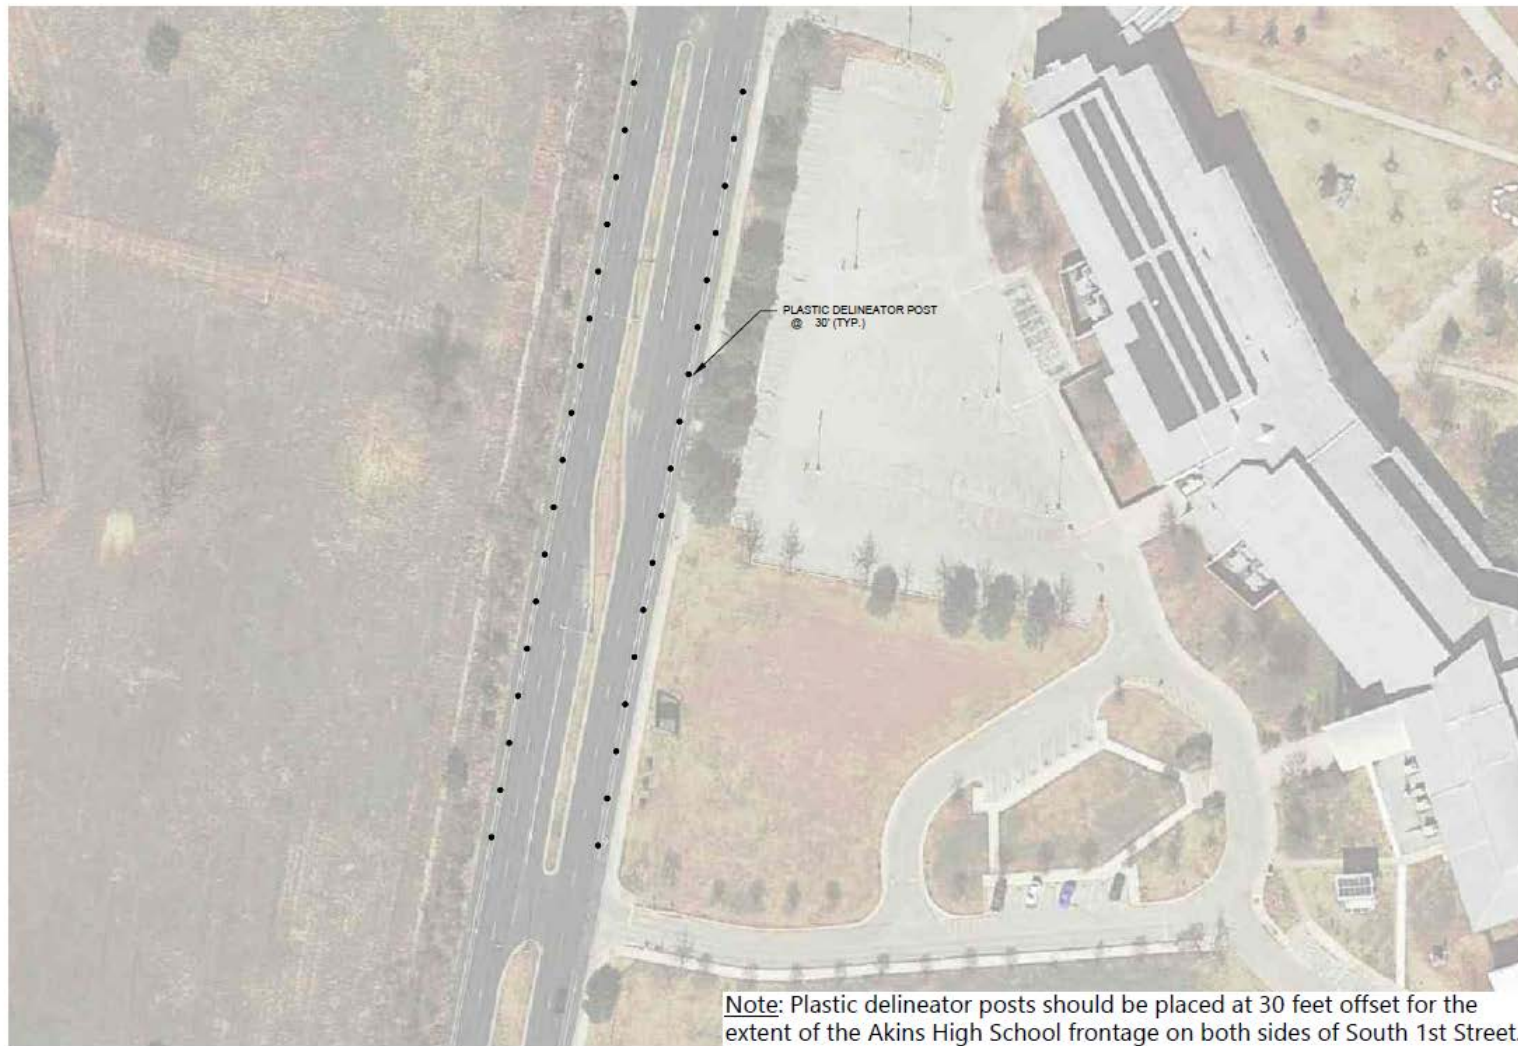 PLASTIC DELINEATOR POST
@ 30' (TYP.)
Note: Plastic delineator posts should be placed at 30 feet offset for the
extent of the Akins High School frontage on both sides of South 1st Street.